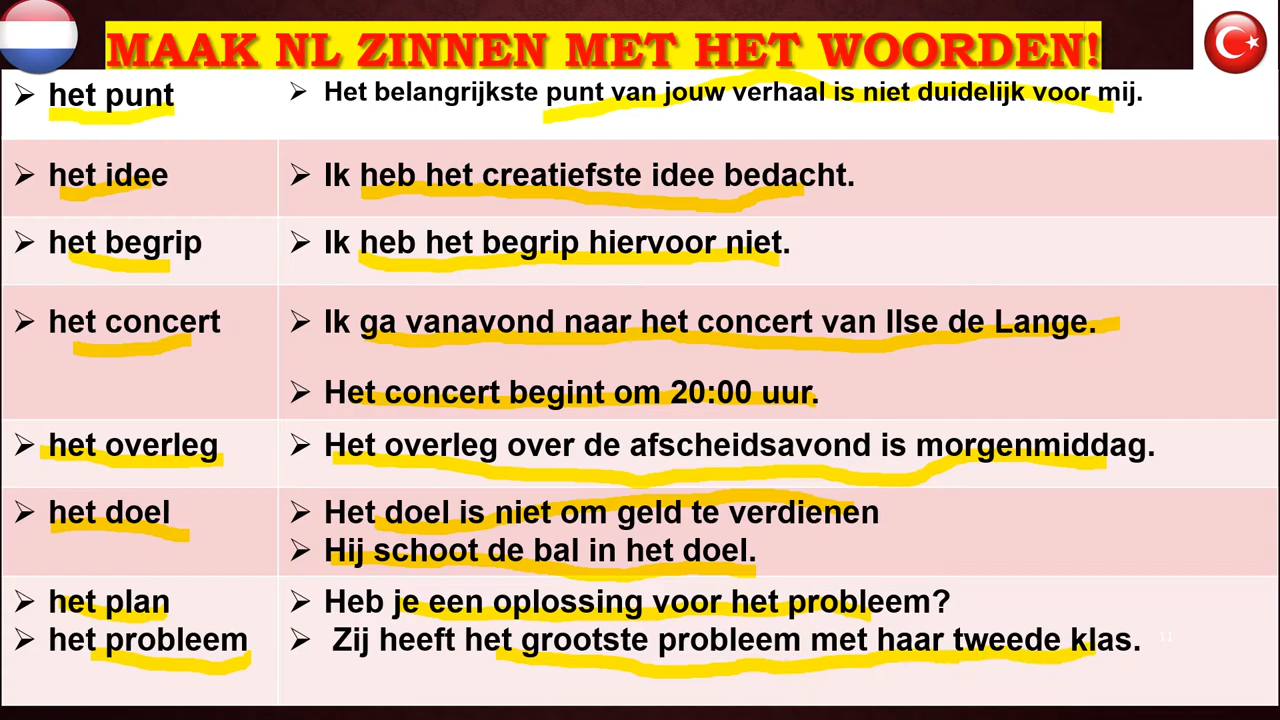 MAAK NL ZINNEN MET HET WOORDEN!
➢ het punt ➢ Het belangrijkste punt van jouw verhaal is niet duidelijk voor mij.
➢ het idee ➢ Ik heb het creatiefste idee bedacht.
➢ het begrip ➢ Ik heb het begrip hiervoor niet.
➢ het concert ➢ Ik ga vanavond naar het concert van Ilse de Lange.
➢ Het concert begint om 20:00 uur.
➢ het overleg ➢ Het overleg over de afscheidsavond is morgenmiddag.
➢ het doel ➢ Het doel is niet om geld te verdienen
➢ Hij schoot de bal in het doel.
➢ het plan ➢ Heb je een oplossing voor het probleem?
➢ het probleem ➢ Zij heeft het grootste probleem met haar tweede klas.
11